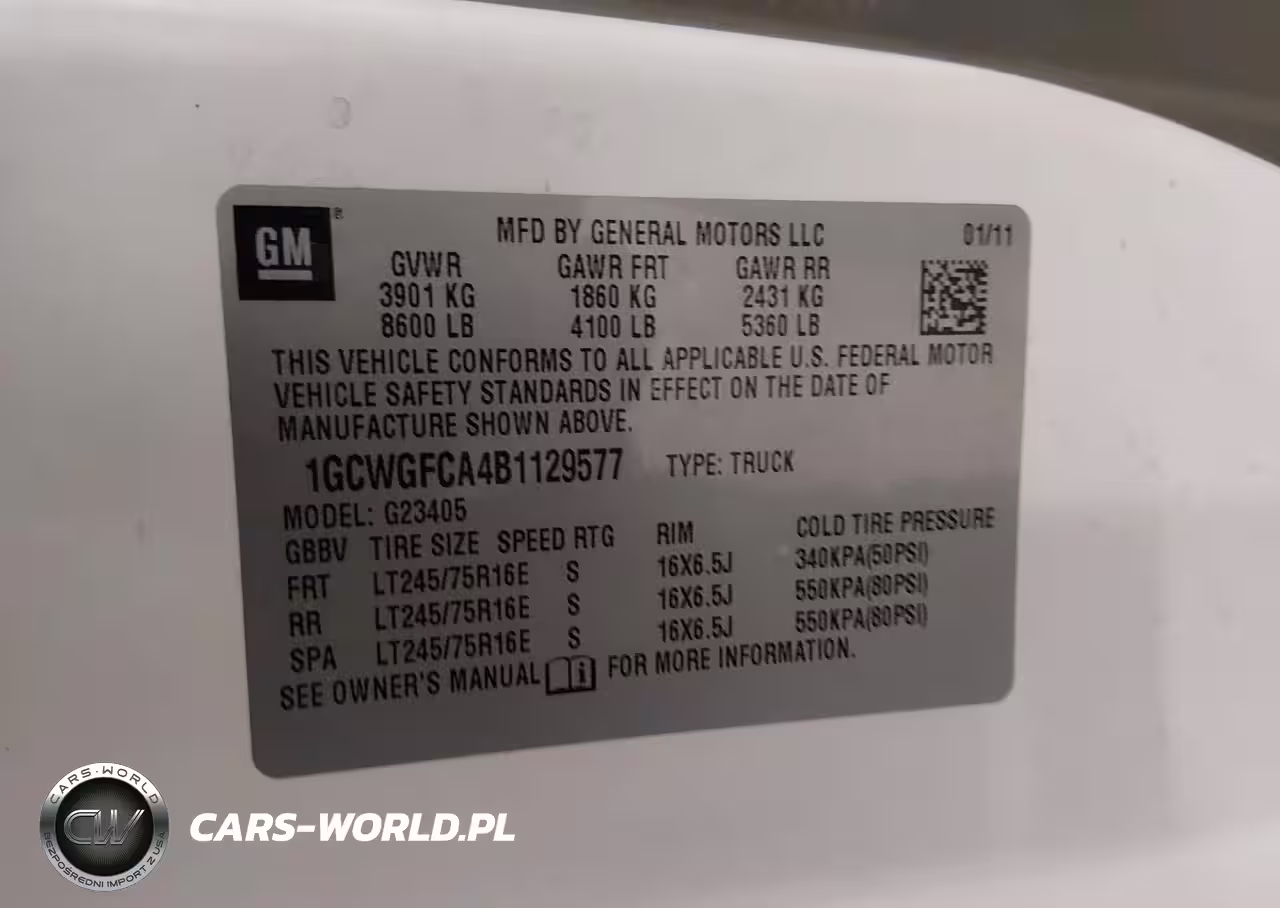 GM®
MFD BY GENERAL MOTORS LLC 01/11
GVWR GAWR FRT GAWR RR
3901 KG 1860 KG 2431 KG
8600 LB 4100 LB 5360 LB
THIS VEHICLE CONFORMS TO ALL APPLICABLE U.S. FEDERAL MOTOR
VEHICLE SAFETY STANDARDS IN EFFECT ON THE DATE OF
MANUFACTURE SHOWN ABOVE.
1GCWGFCA4B1129577 TYPE: TRUCK
MODEL: G23405
GBBV TIRE SIZE SPEED RTG RIM COLD TIRE PRESSURE
FRT LT245/75R16E S 16X6.5J 340KPA(50PSI)
RR LT245/75R16E S 16X6.5J 550KPA(80PSI)
SPA LT245/75R16E S 16X6.5J 550KPA(80PSI)
SEE OWNER'S MANUAL i FOR MORE INFORMATION.
CARS-WORLD
CW
BEZPOŚREDNI IMPORT Z USA
CARS-WORLD.PL